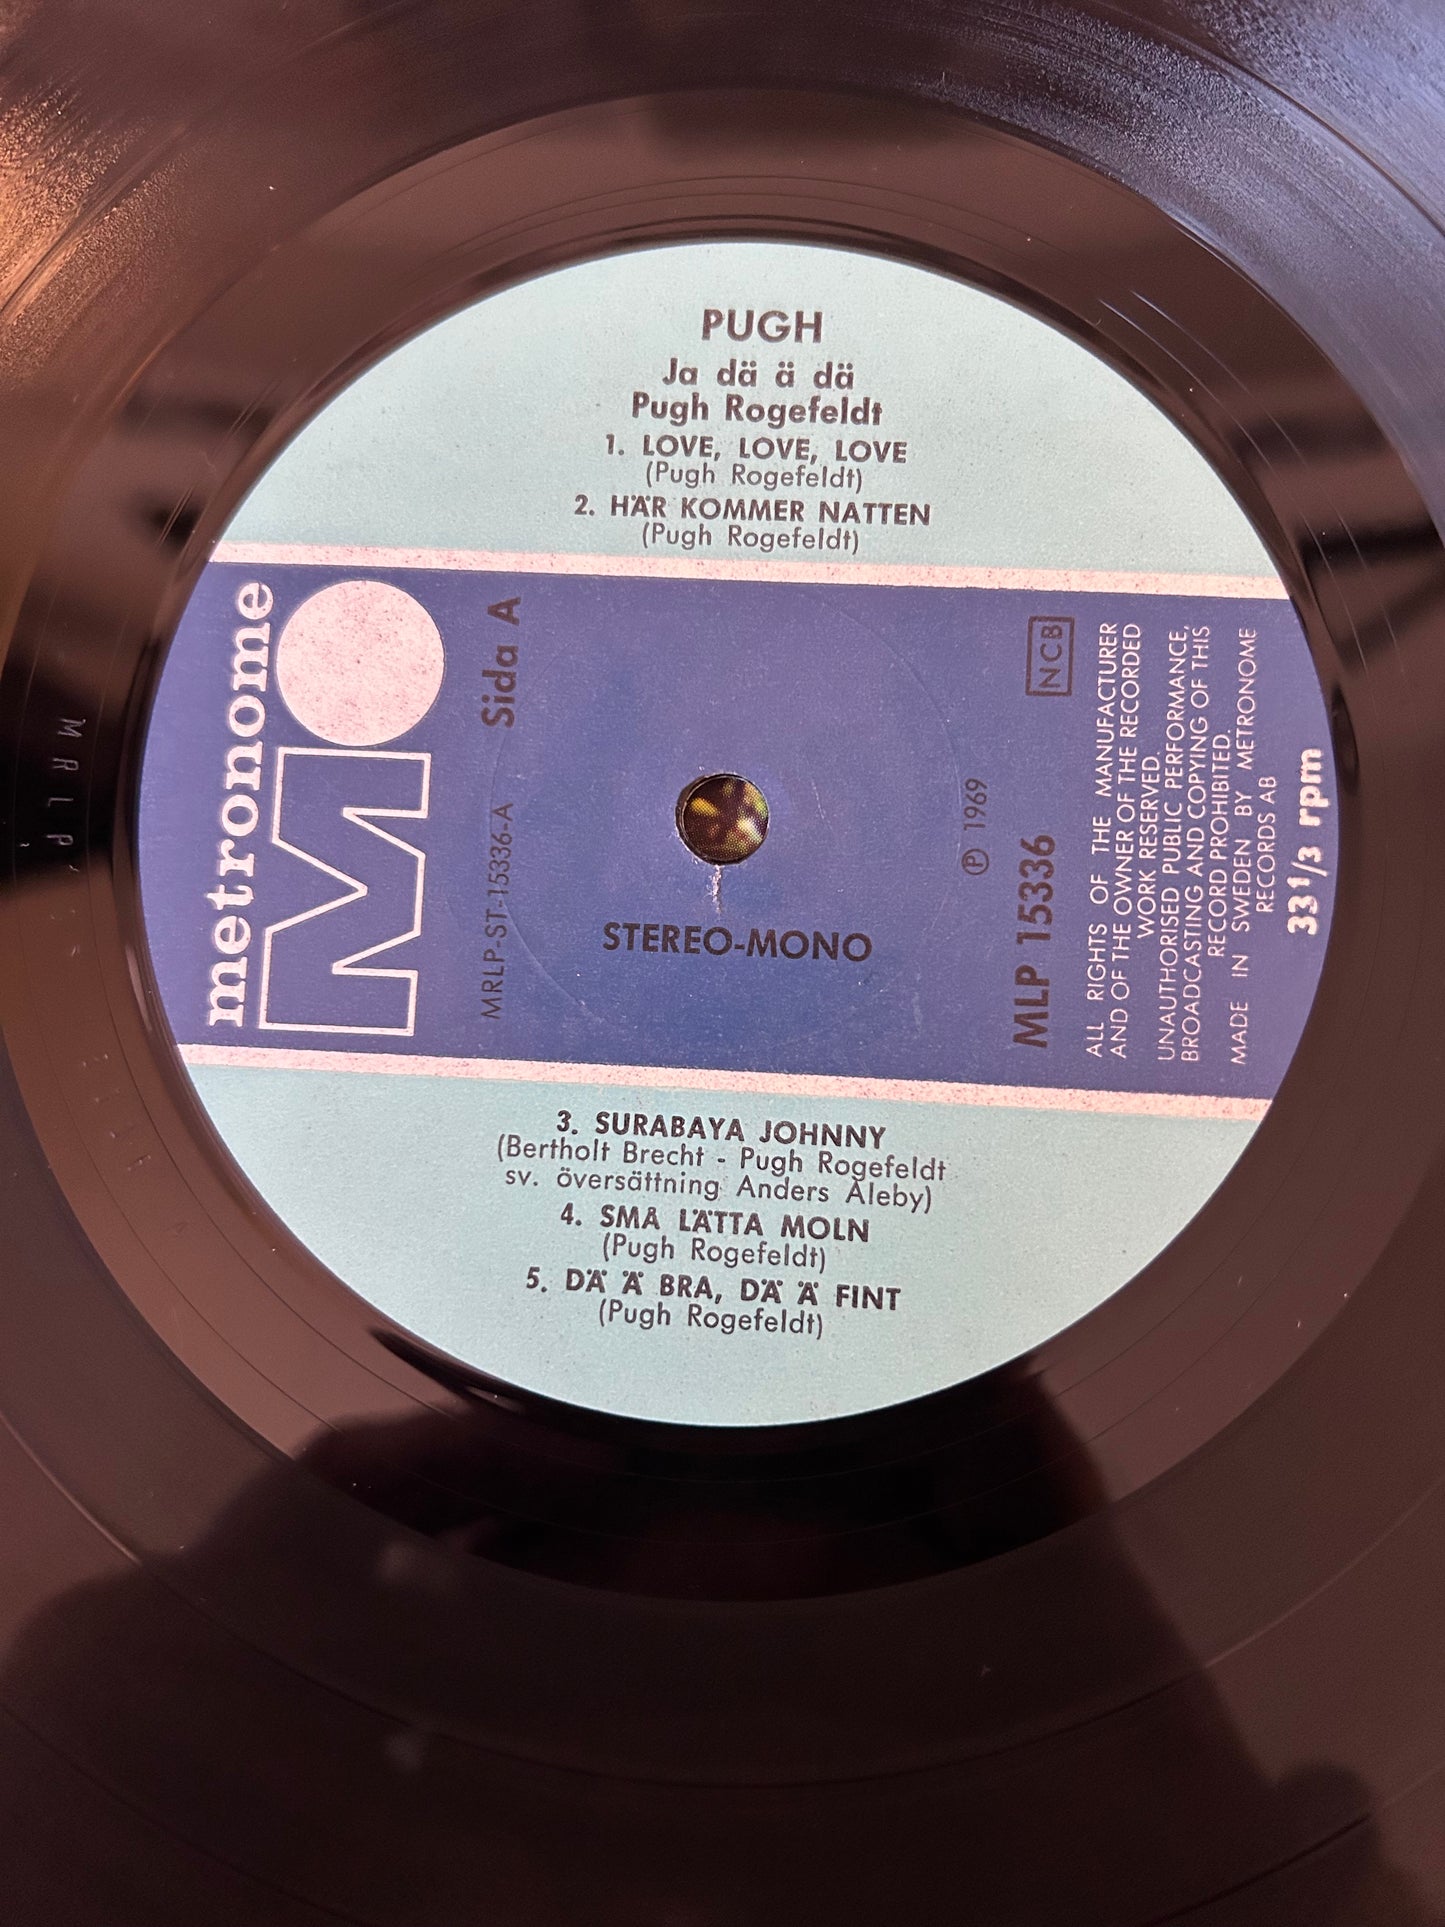 PUGH
Ja dä ä dä
Pugh Rogefeldt
1. LOVE, LOVE, LOVE
(Pugh Rogefeldt)
2. HÄR KOMMER NATTEN
(Pugh Rogefeldt)
metronome
M
Sida A
MRLP-ST-15336-A
STEREO-MONO
NCB
℗ 1969
MLP 15336
ALL RIGHTS OF THE MANUFACTURER
AND OF THE OWNER OF THE RECORDED
WORK RESERVED.
UNAUTHORISED PUBLIC PERFORMANCE,
BROADCASTING AND COPYING OF THIS
RECORD PROHIBITED.
MADE IN SWEDEN BY METRONOME
RECORDS AB
33 1/3 rpm
3. SURABAYA JOHNNY
(Bertholt Brecht - Pugh Rogefeldt
sv. översättning Anders Åleby)
4. SMÅ LÄTTA MOLN
(Pugh Rogefeldt)
5. DÄ Ä BRA, DÄ Ä FINT
(Pugh Rogefeldt)
MRLP